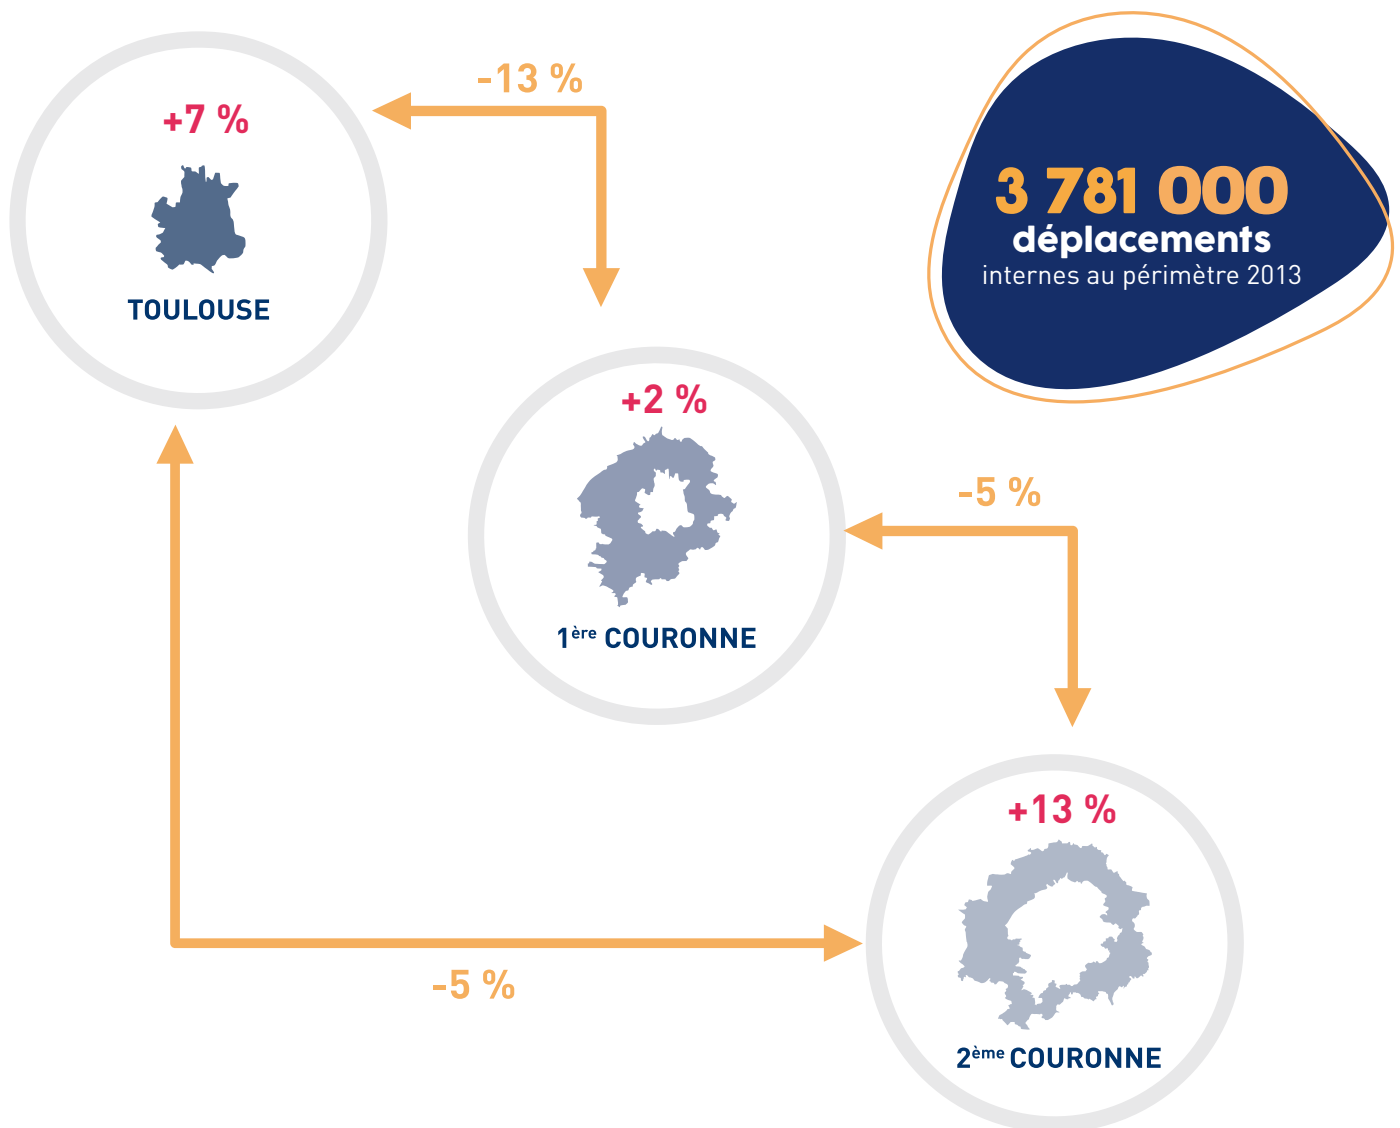 -13 %
+7 %
TOULOUSE
3 781 000
déplacements
internes au périmètre 2013
+2 %
1ère COURONNE
-5 %
+13 %
2ème COURONNE
-5 %